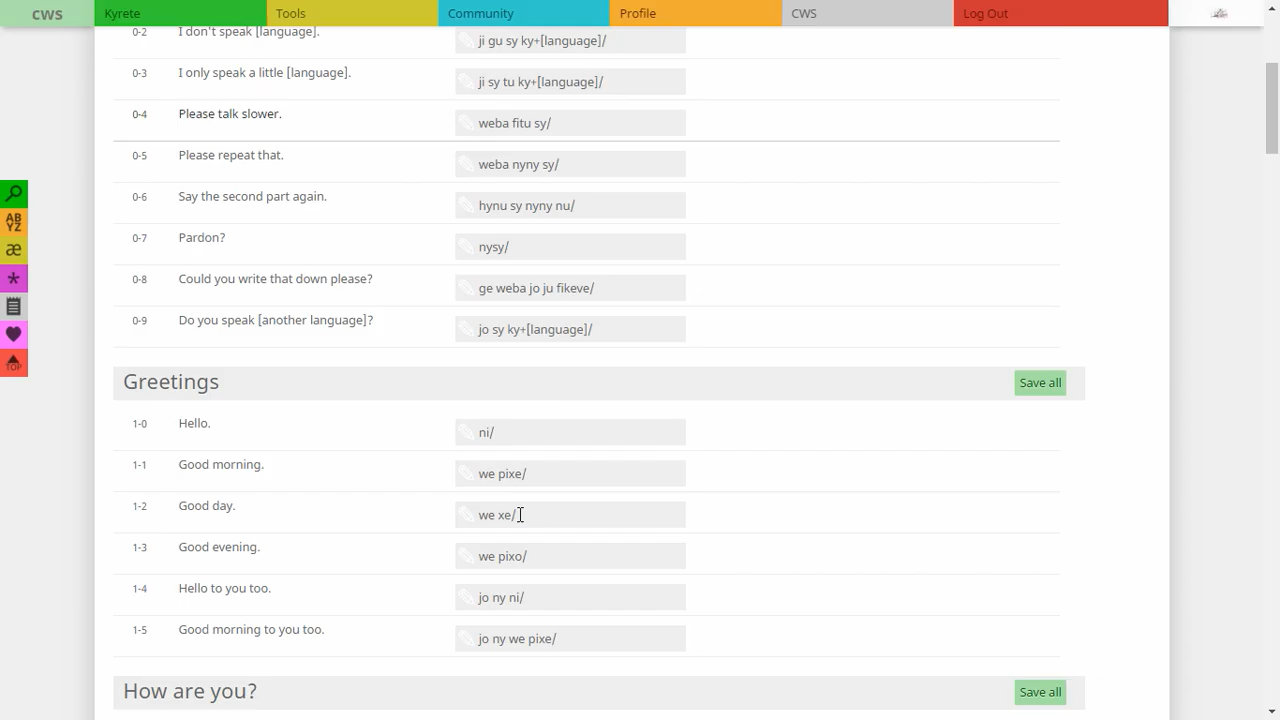 CWS Kyrete Tools Community Profile CWS Log Out
0-2 I don't speak [language]. ji gu sy ky+[language]/
0-3 I only speak a little [language]. ji sy tu ky+[language]/
0-4 Please talk slower. weba fitu sy/
0-5 Please repeat that. weba nyny sy/
0-6 Say the second part again. hynu sy nyny nu/
0-7 Pardon? nysy/
0-8 Could you write that down please? ge weba jo ju fikeve/
0-9 Do you speak [another language]? jo sy ky+[language]/
AB
YZ
æ
*
TOP
Greetings Save all
1-0 Hello. ni/
1-1 Good morning. we pixe/
1-2 Good day. we xe/
1-3 Good evening. we pixo/
1-4 Hello to you too. jo ny ni/
1-5 Good morning to you too. jo ny we pixe/
How are you? Save all